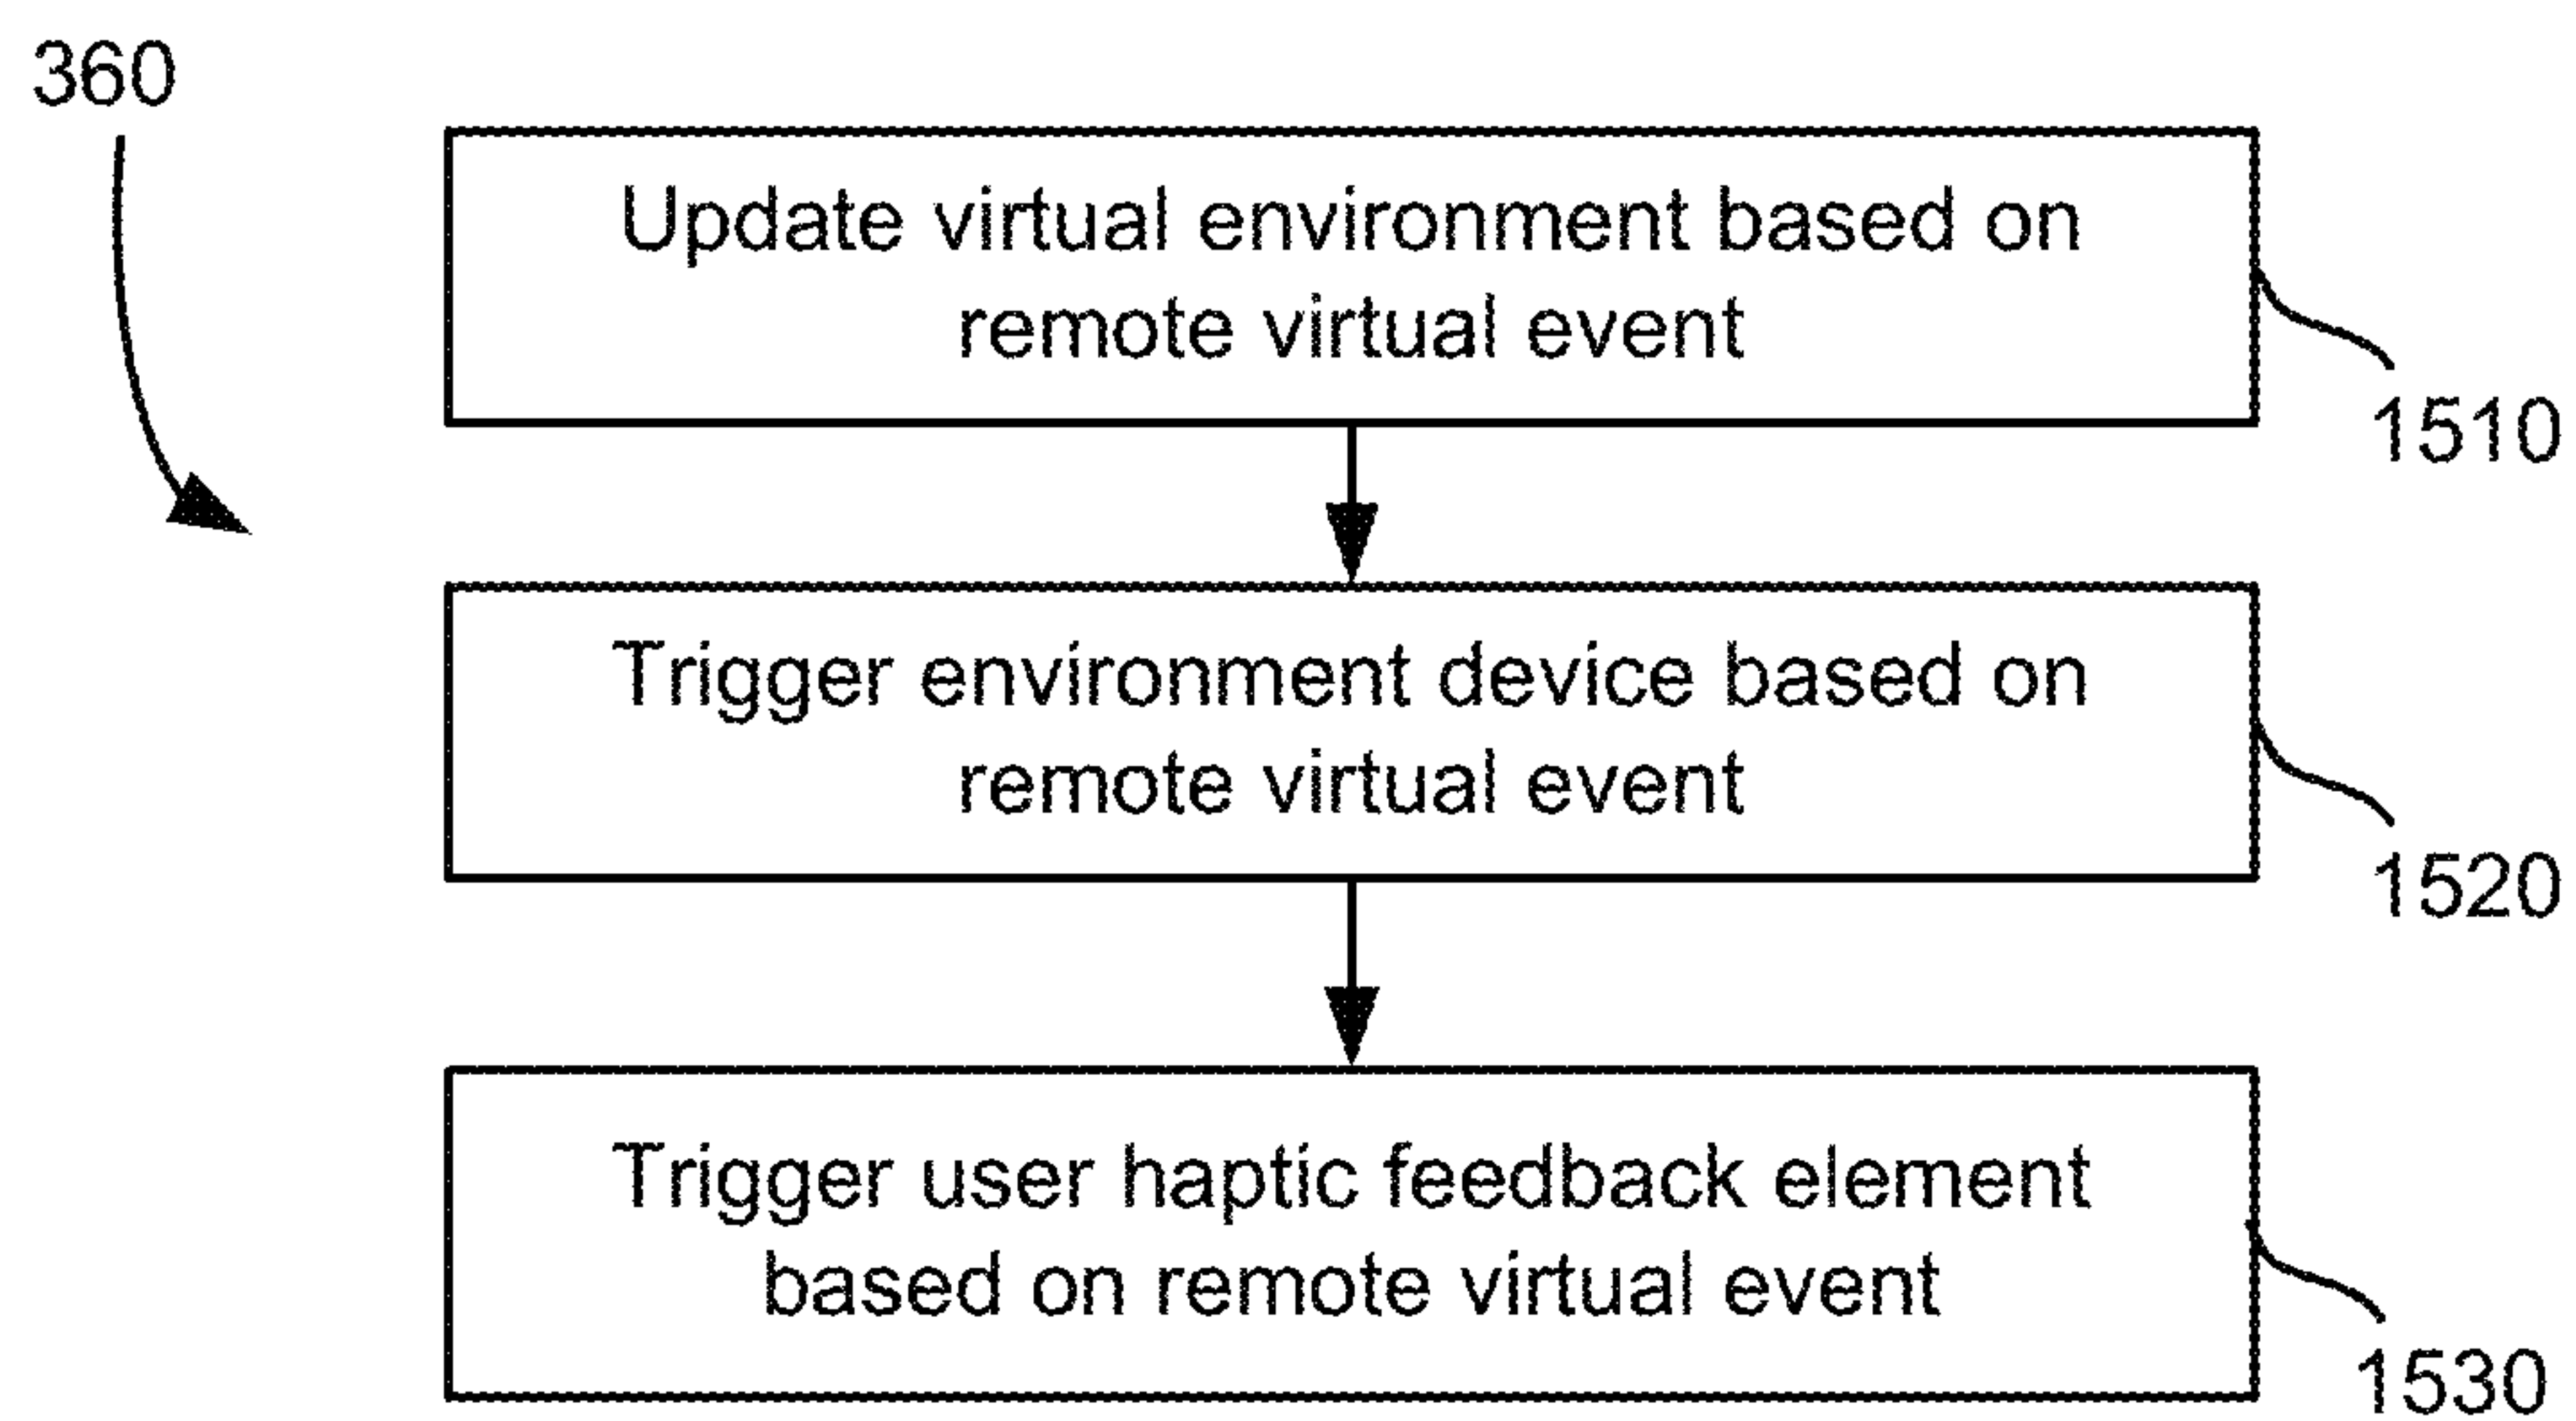 360
Update virtual environment based on
remote virtual event
1510
Trigger environment device based on
remote virtual event
1520
Trigger user haptic feedback element
based on remote virtual event
1530